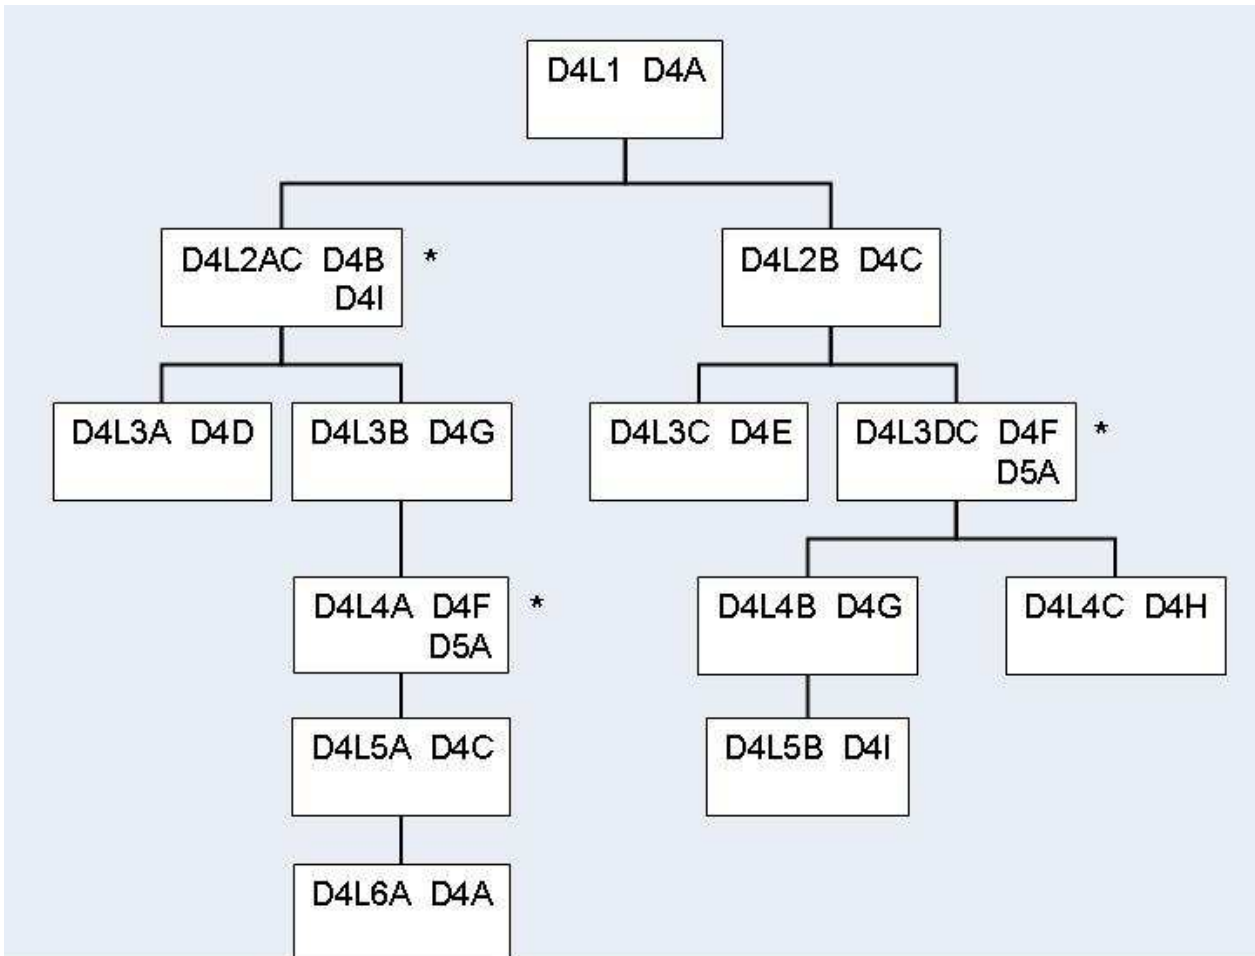 D4L1 D4A
D4L2AC D4B *
D4I
D4L2B D4C
D4L3A D4D
D4L3B D4G
D4L3C D4E
D4L3DC D4F *
D5A
D4L4A D4F *
D5A
D4L4B D4G
D4L4C D4H
D4L5A D4C
D4L5B D4I
D4L6A D4A